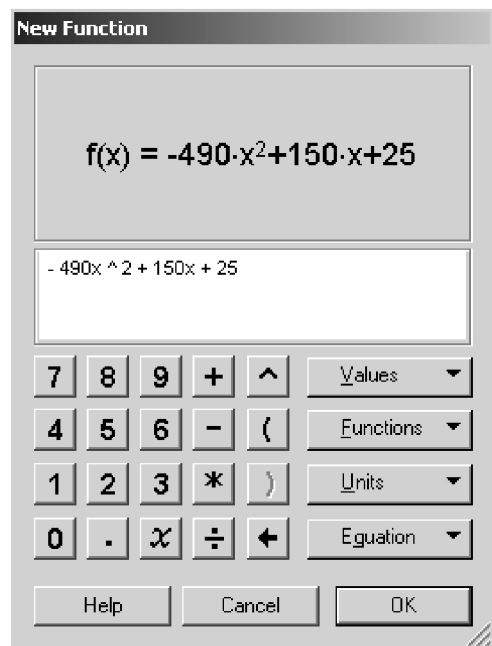 New Function
f(x) = -490·x²+150·x+25
- 490x ^ 2 + 150x + 25
7 8 9 + ^ Values
4 5 6 - ( Functions
1 2 3 * ) Units
0 . x ÷ ← Eguation
Help Cancel OK